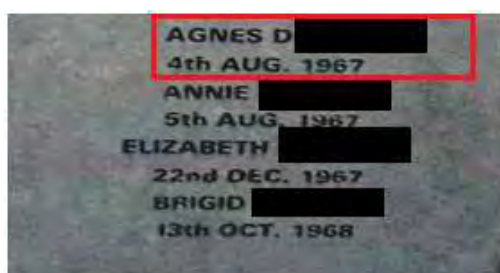 AGNES D
4th AUG. 1967
ANNIE
5th AUG. 1967
ELIZABETH
22nd DEC. 1967
BRIGID
13th OCT. 1968